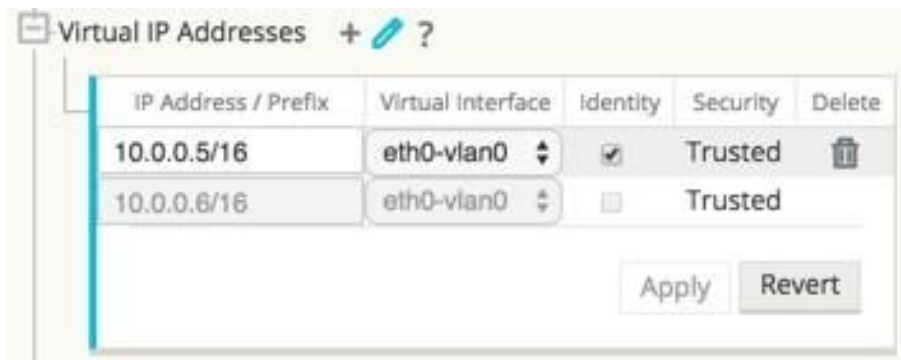 Virtual IP Addresses + ?
IP Address / Prefix Virtual Interface Identity Security Delete
10.0.0.5/16 eth0-vlan0 Trusted
10.0.0.6/16 eth0-vlan0 Trusted
Apply Revert